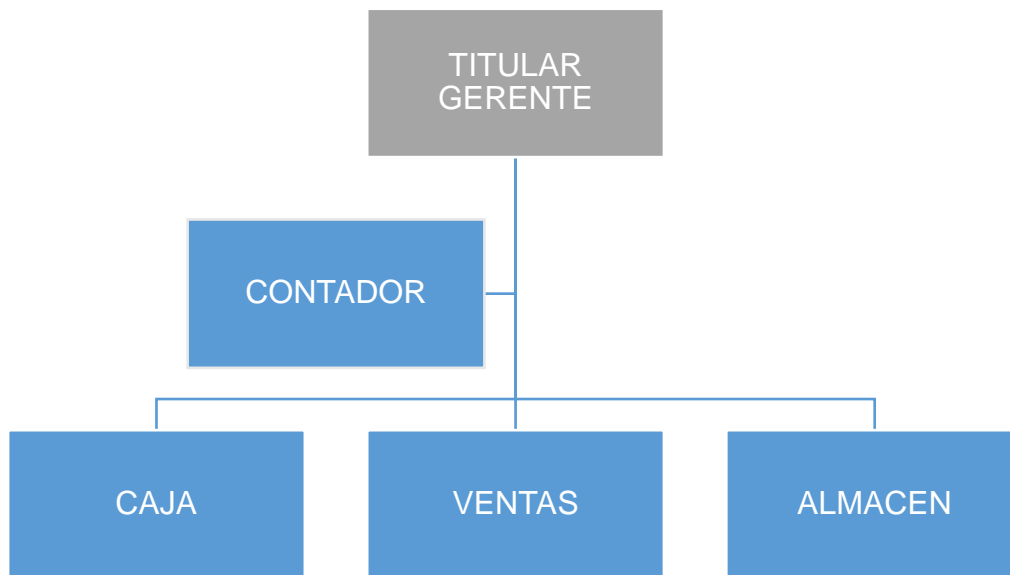 TITULAR
GERENTE
CONTADOR
CAJA
VENTAS
ALMACEN